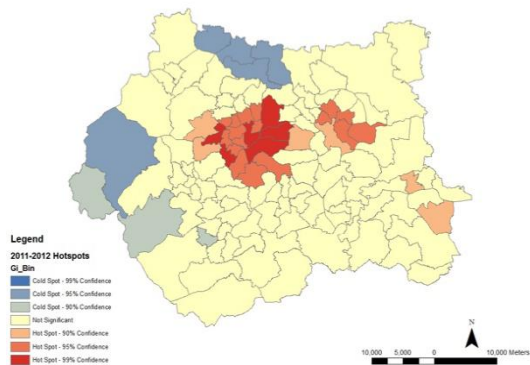 Legend
2011-2012 Hotspots
Gi_Bin
Cold Spot - 99% Confidence
Cold Spot - 95% Confidence
Cold Spot - 90% Confidence
Not Significant
Hot Spot - 90% Confidence
Hot Spot - 95% Confidence
Hot Spot - 99% Confidence
N
10,000 5,000 0 10,000 Meters